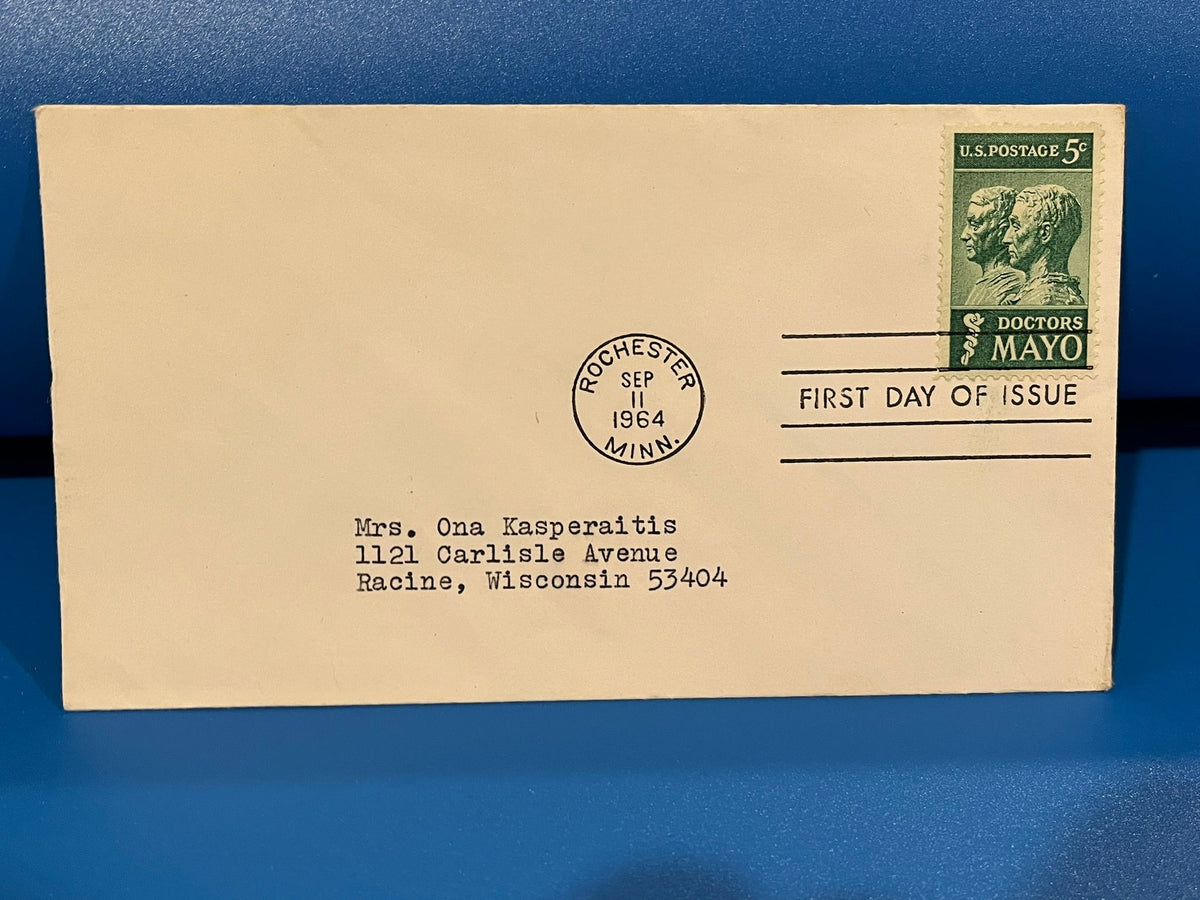 U.S. POSTAGE 5c
DOCTORS
MAYO
ROCHESTER
SEP
11
1964
MINN.
FIRST DAY OF ISSUE
Mrs. Ona Kasperaitis
1121 Carlisle Avenue
Racine, Wisconsin 53404